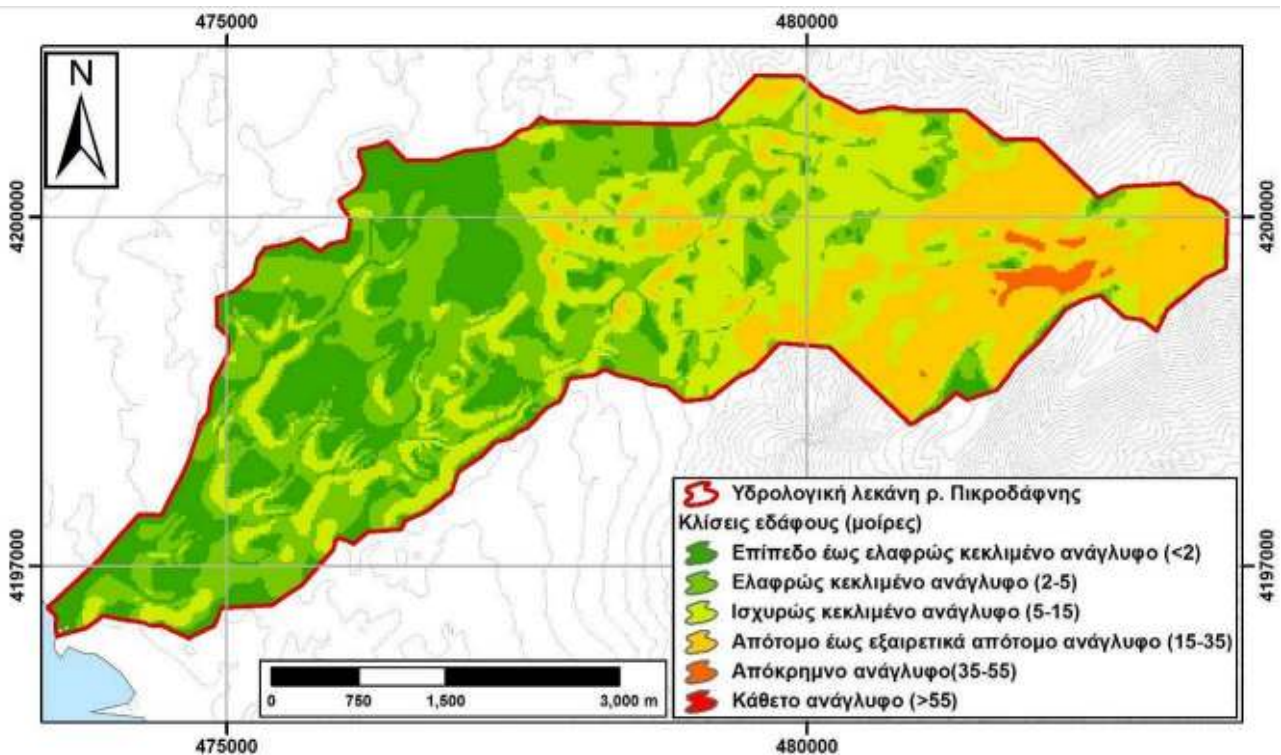 475000
480000
N
4200000
4200000
4197000
4197000
Υδρολογική λεκάνη ρ. Πικροδάφνης
Κλίσεις εδάφους (μοίρες)
Επίπεδο έως ελαφρώς κεκλιμένο ανάγλυφο (<2)
Ελαφρώς κεκλιμένο ανάγλυφο (2-5)
Ισχυρώς κεκλιμένο ανάγλυφο (5-15)
Απότομο έως εξαιρετικά απότομο ανάγλυφο (15-35)
Απόκρημνο ανάγλυφο(35-55)
Κάθετο ανάγλυφο (>55)
0 750 1,500 3,000 m
475000
480000